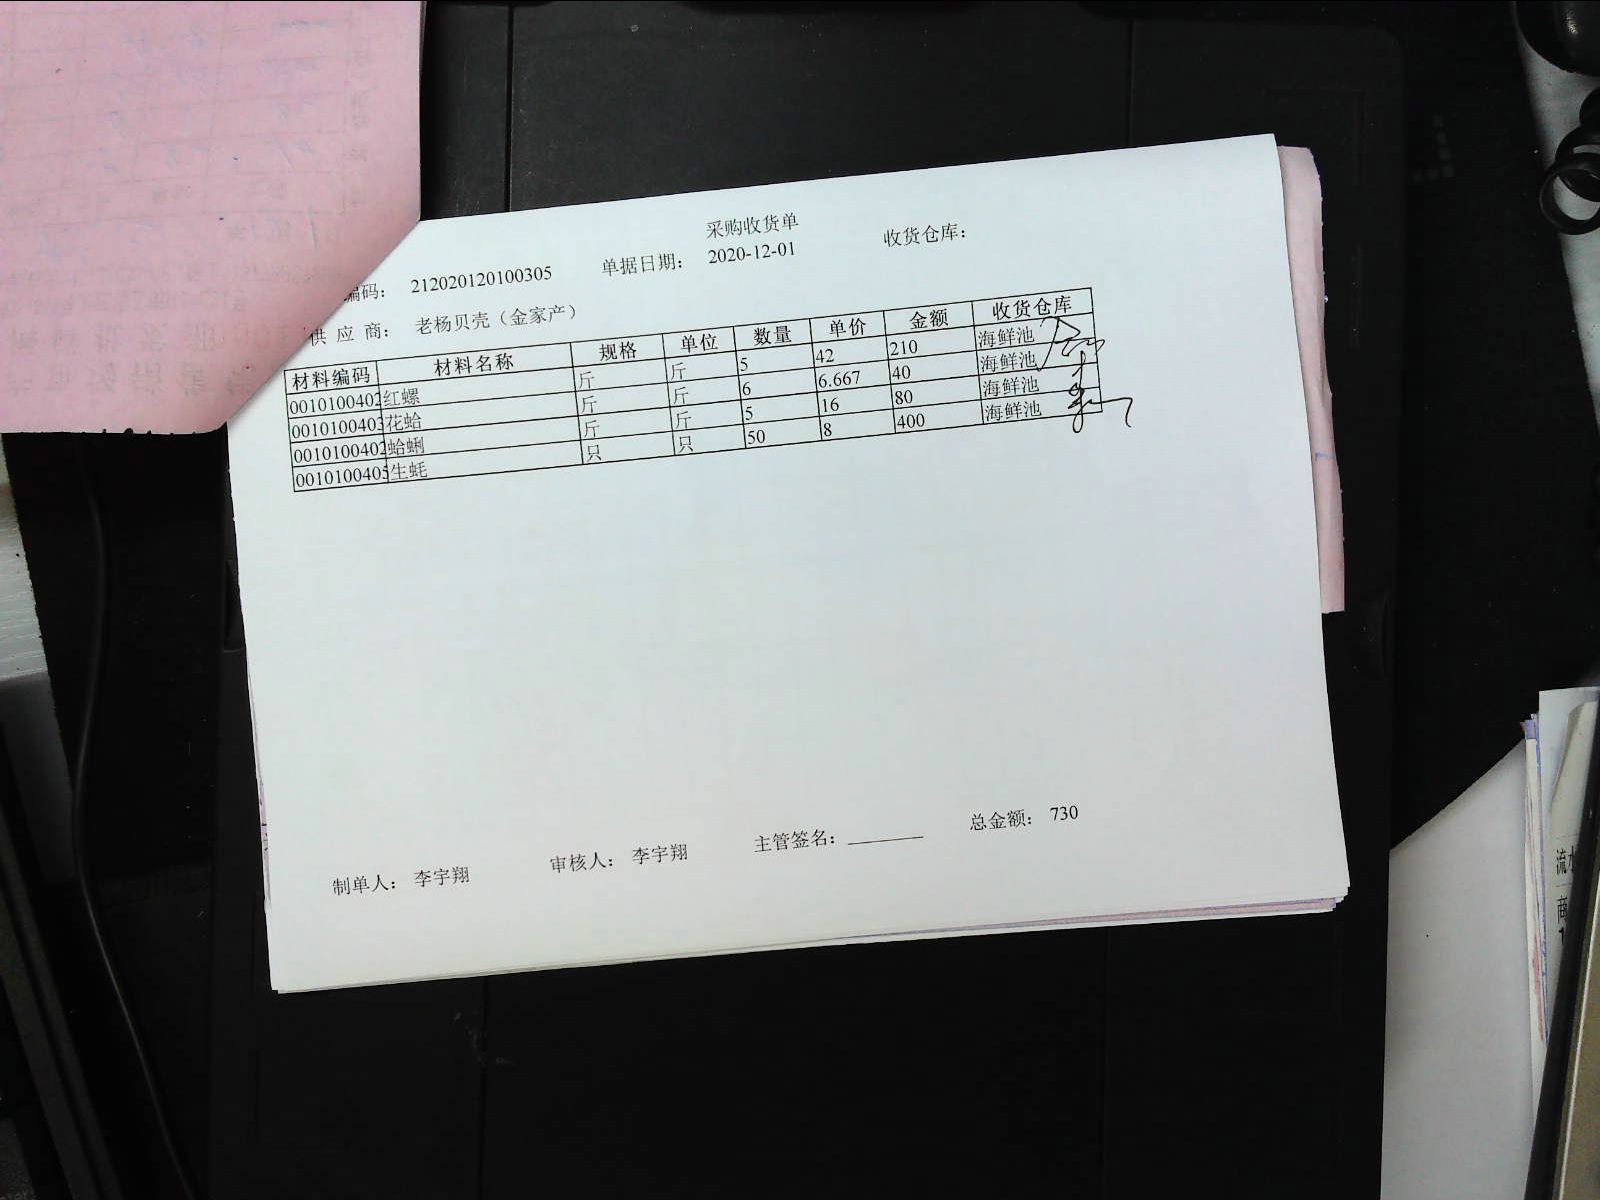 采购收货单
编码： 212020120100305 单据日期： 2020-12-01 收货仓库：
供应商： 老杨贝壳（金家产）
材料编码 材料名称 规格 单位 数量 单价 金额 收货仓库
0010100402 红螺 斤 斤 5 42 210 海鲜池
0010100403 花蛤 斤 斤 6 6.667 40 海鲜池
0010100402 蛤蜊 斤 斤 5 16 80 海鲜池
0010100405 生蚝 只 只 50 8 400 海鲜池
制单人： 李宇翔 审核人： 李宇翔 主管签名： 总金额： 730